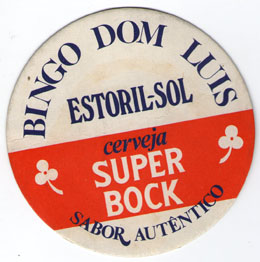 BINGO DOM LUIS
ESTORIL-SOL
cerveja
SUPER
BOCK
SABOR AUTÊNTICO